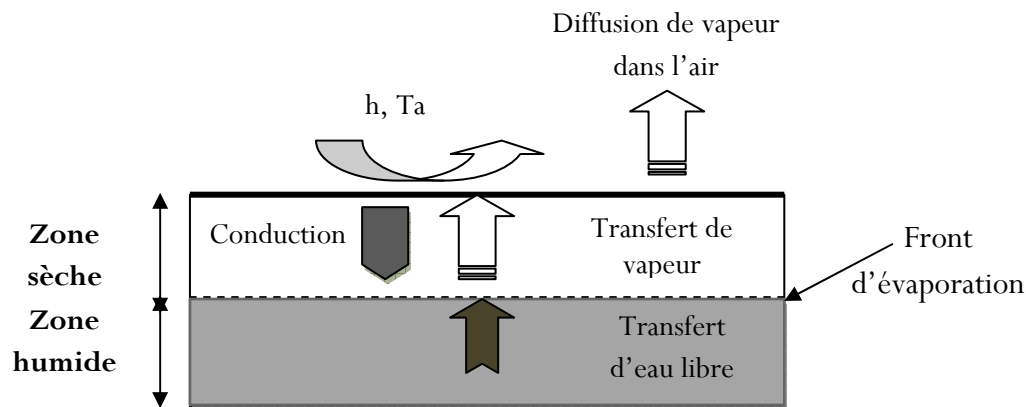 Diffusion de vapeur
dans l'air
h, Ta
Zone
sèche
Conduction
Transfert de
vapeur
Front
d'évaporation
Zone
humide
Transfert
d'eau libre